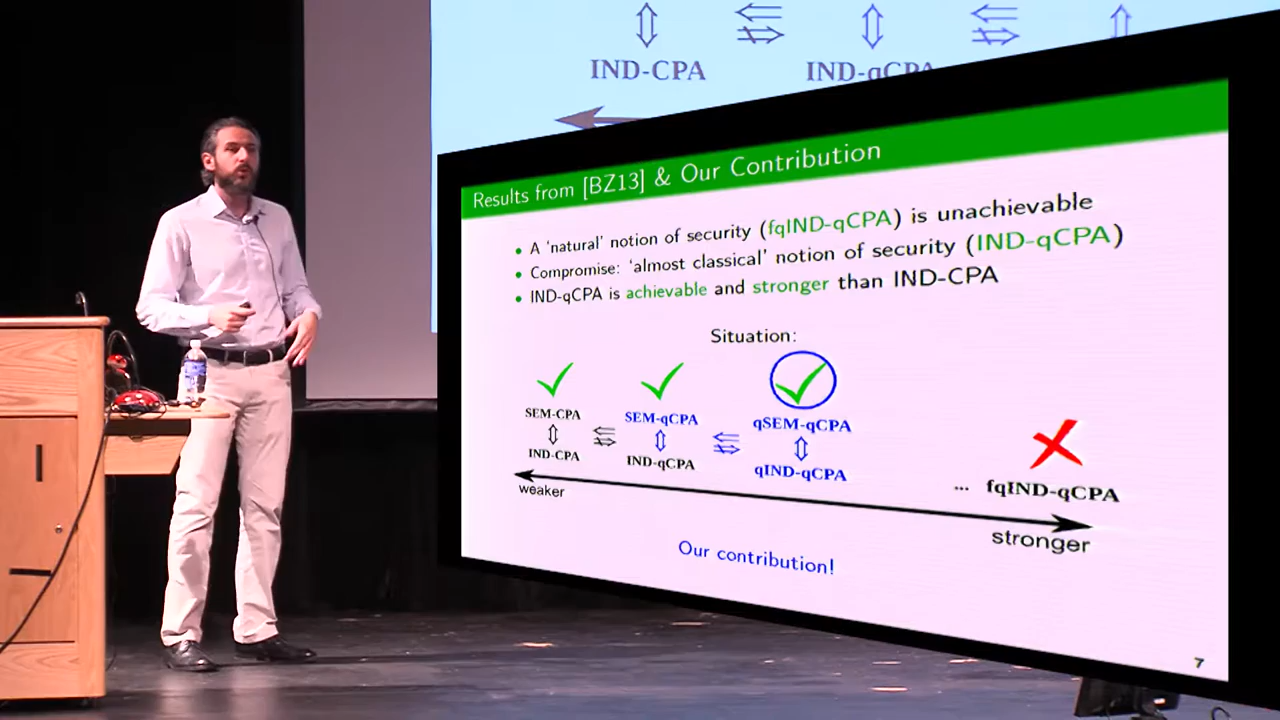 IND-CPA
IND-qCPA
Results from [BZ13] & Our Contribution
• A 'natural' notion of security (fqIND-qCPA) is unachievable
• Compromise: 'almost classical' notion of security (IND-qCPA)
• IND-qCPA is achievable and stronger than IND-CPA
Situation:
SEM-CPA SEM-qCPA qSEM-qCPA
IND-CPA IND-qCPA qIND-qCPA ... fqIND-qCPA
weaker stronger
Our contribution!
7